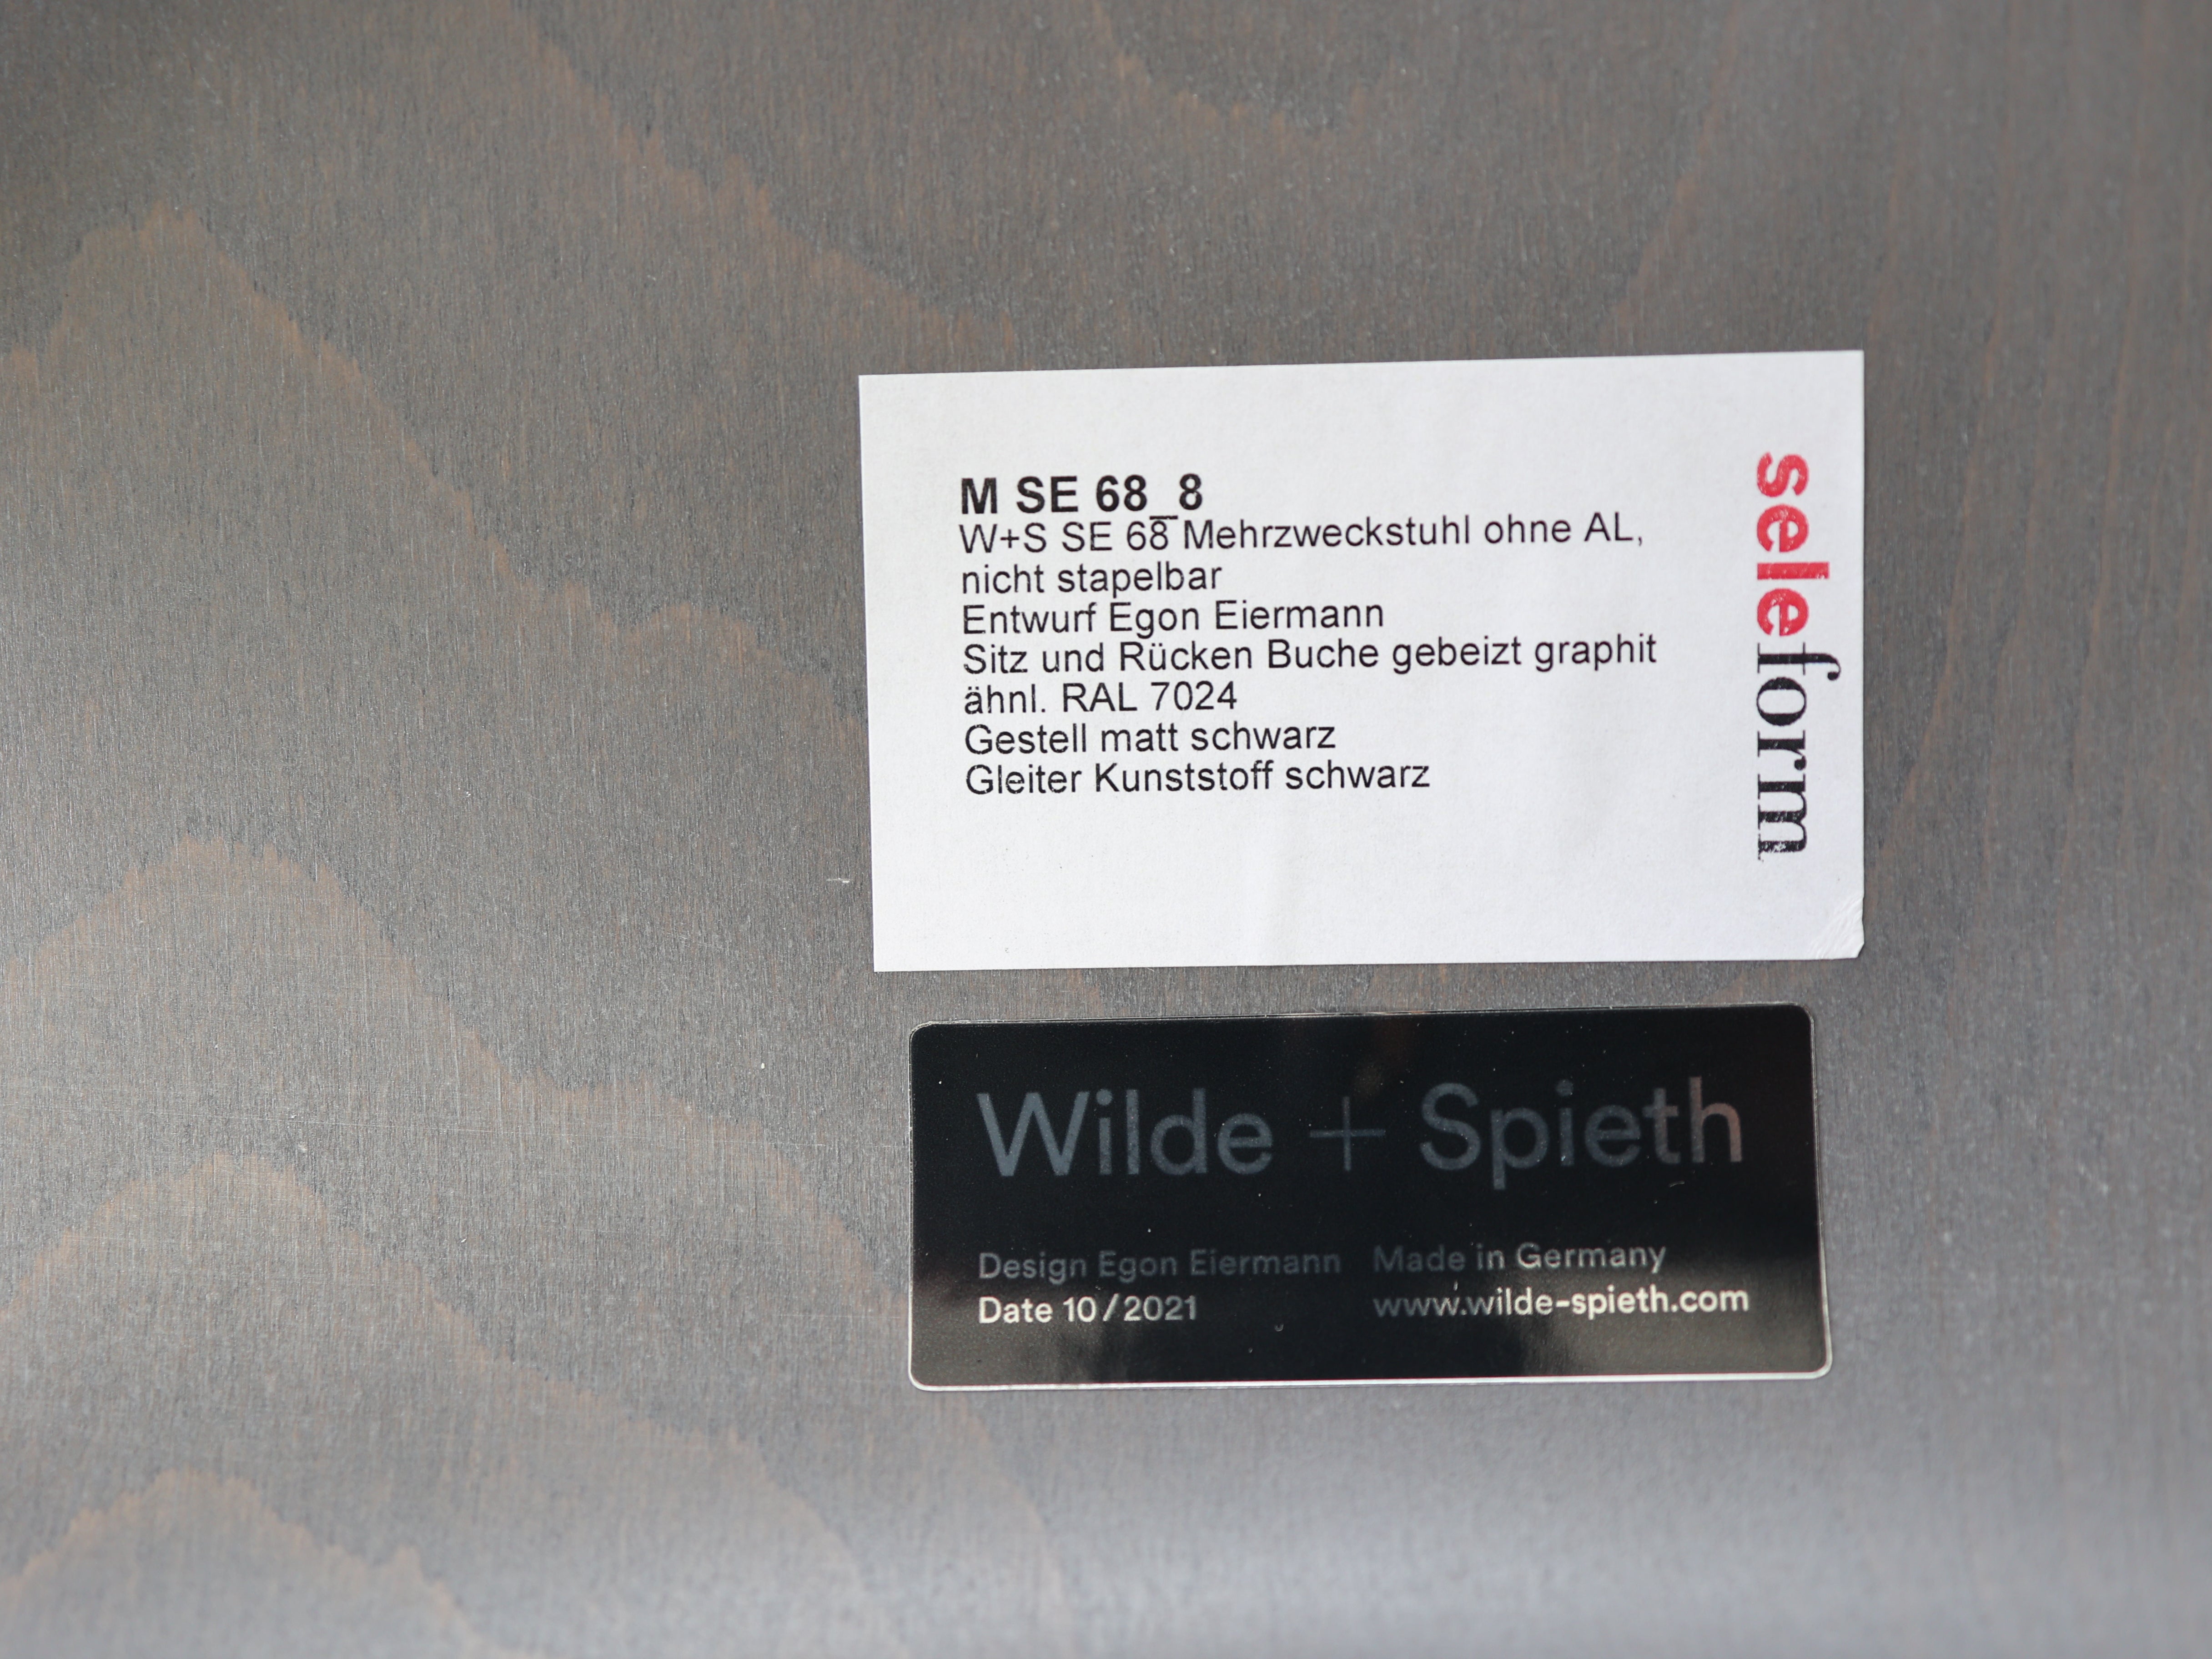 M SE 68_8
W+S SE 68 Mehrzweckstuhl ohne AL,
nicht stapelbar
Entwurf Egon Eiermann
Sitz und Rücken Buche gebeizt graphit
ähnl. RAL 7024
Gestell matt schwarz
Gleiter Kunststoff schwarz
seleform
Wilde + Spieth
Design Egon Eiermann Made in Germany
Date 10/2021 www.wilde-spieth.com